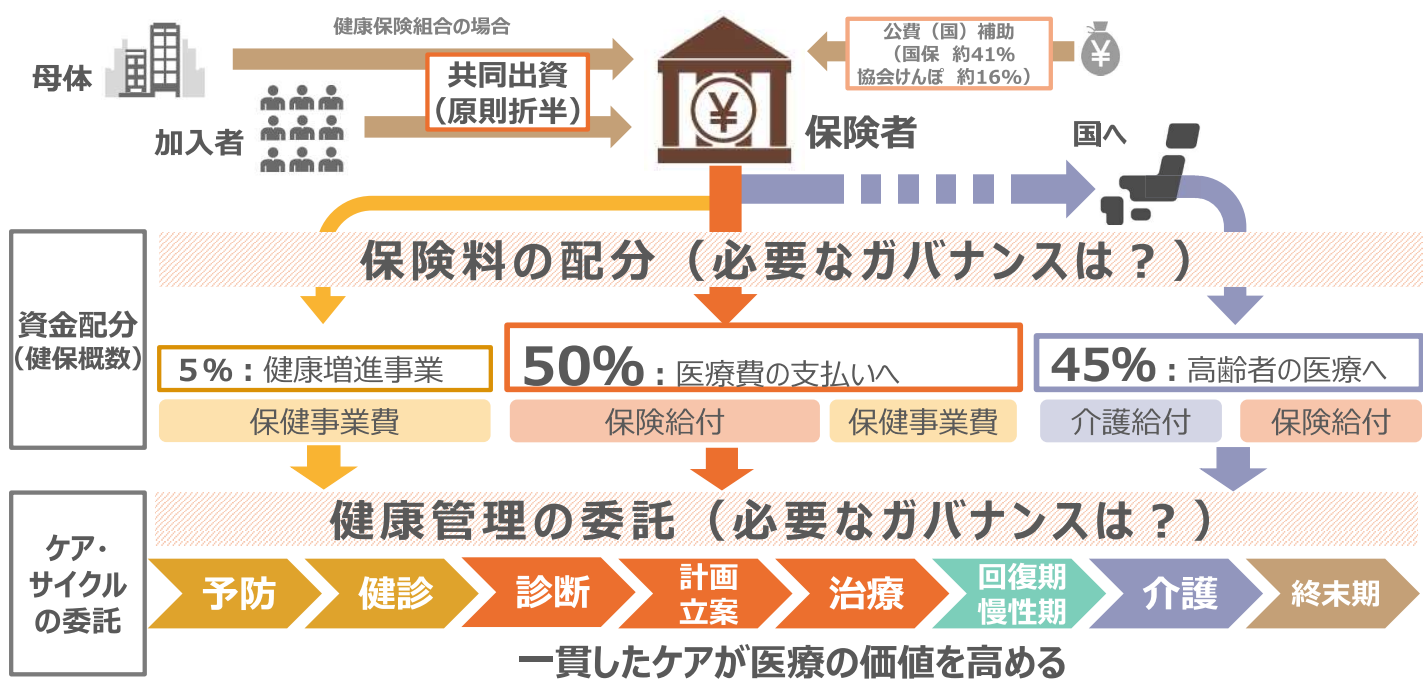 健康保険組合の場合
母体
加入者
共同出資
(原則折半)
¥
保険者
公費（国）補助
(国保 約41%
協会けんぽ 約16%)
¥
国へ
保険料の配分（必要なガバナンスは？）
資金配分
(健保概数)
5%：健康増進事業
50%：医療費の支払いへ
45%：高齢者の医療へ
保健事業費
保険給付
保健事業費
介護給付
保険給付
健康管理の委託（必要なガバナンスは？）
ケア・
サイクル
の委託
予防
健診
診断
計画
立案
治療
回復期
慢性期
介護
終末期
一貫したケアが医療の価値を高める